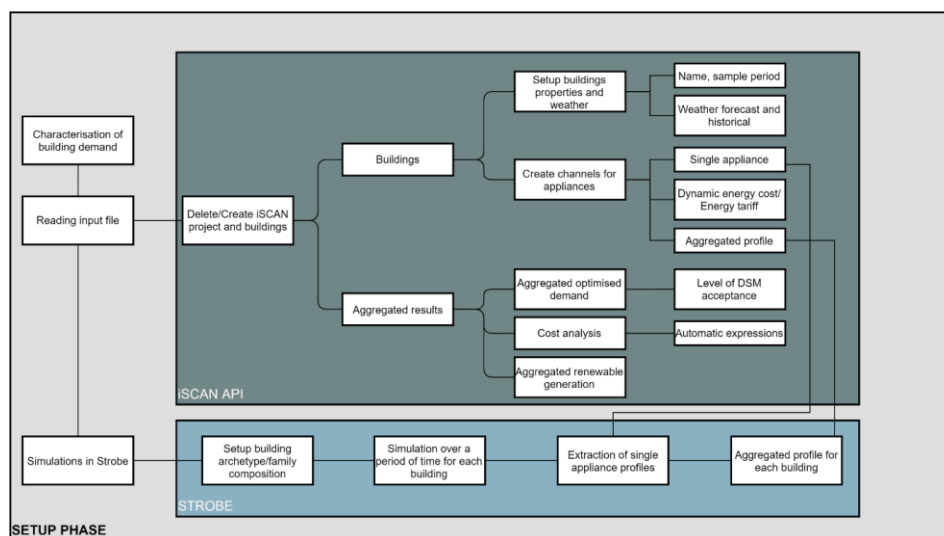 Characterisation of
building demand
Reading input file
Simulations in Strobe
Delete/Create iSCAN
project and buildings
Buildings
Aggregated results
Setup buildings
properties and
weather
Name, sample period
Weather forecast and
historical
Create channels for
appliances
Single appliance
Dynamic energy cost/
Energy tariff
Aggregated profile
Aggregated optimised
demand
Level of DSM
acceptance
Cost analysis
Automatic expressions
Aggregated renewable
generation
iSCAN API
Setup building
archetype/family
composition
Simulation over a
period of time for each
building
Extraction of single
appliance profiles
Aggregated profile for
each building
STROBE
SETUP PHASE